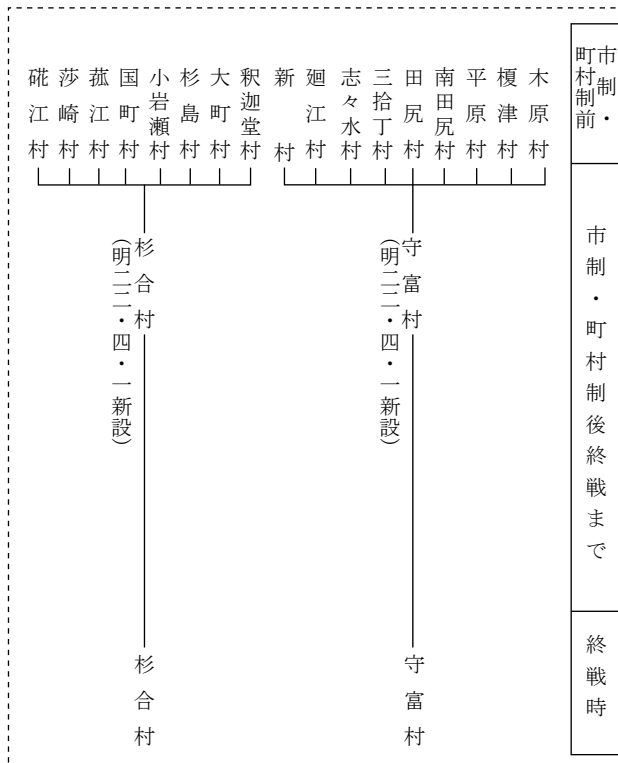 市制・
町村制前
市制・町村制後終戦まで
終戦時
木原村
榎津村
平原村
南田尻村
田尻村
三拾丁村
志々水村
廻江村
新村
守富村
(明二二・四・一新設)
守富村
釈迦堂村
大町村
杉島村
小岩瀬村
国町村
菰江村
莎崎村
硴江村
杉合村
(明二二・四・一新設)
杉合村